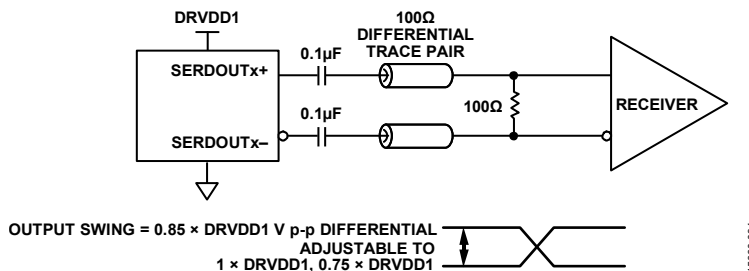 DRVDD1
100Ω
DIFFERENTIAL
TRACE PAIR
0.1µF
SERDOUTx+
0.1µF
100Ω
RECEIVER
SERDOUTx–
OUTPUT SWING = 0.85 × DRVDD1 V p-p DIFFERENTIAL
ADJUSTABLE TO
1 × DRVDD1, 0.75 × DRVDD1